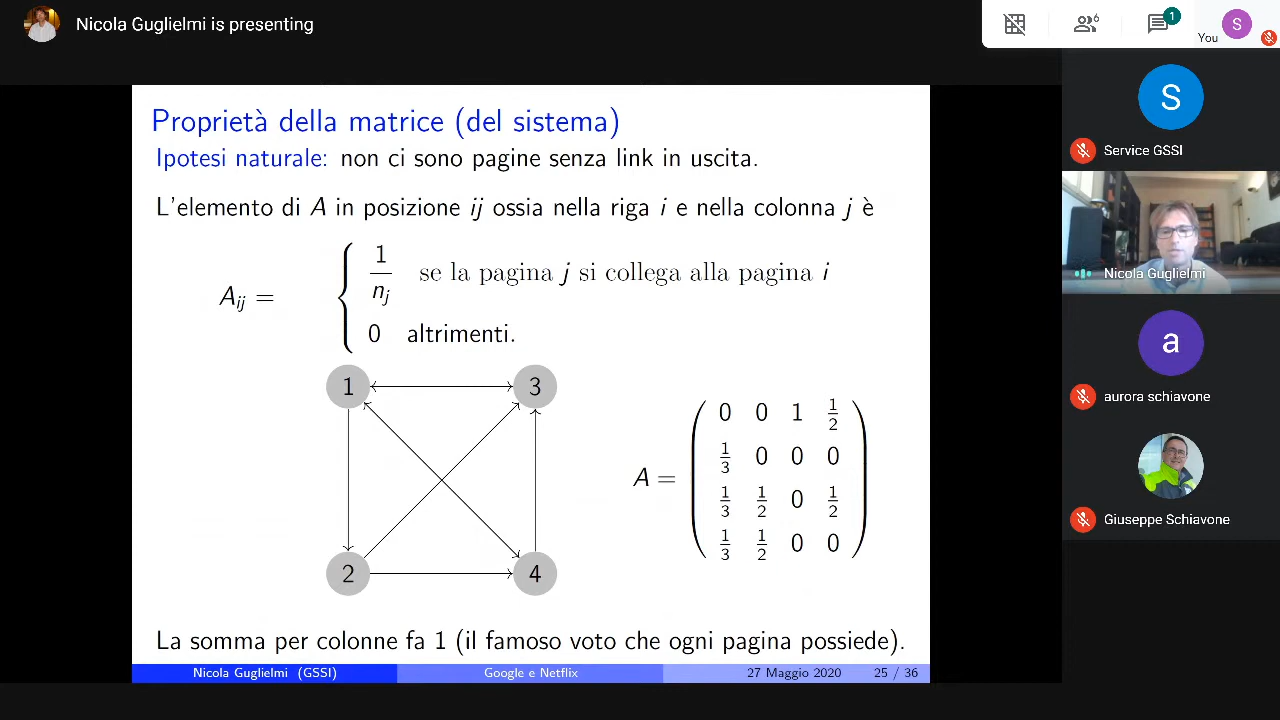 Nicola Guglielmi is presenting
6
1
You
S
Proprietà della matrice (del sistema)
Ipotesi naturale: non ci sono pagine senza link in uscita.
L'elemento di A in posizione ij ossia nella riga i e nella colonna j è
A_ij = { 1/n_j se la pagina j si collega alla pagina i
0 altrimenti.
1 3
2 4
A =
0 0 1 1/2
1/3 0 0 0
1/3 1/2 0 1/2
1/3 1/2 0 0
La somma per colonne fa 1 (il famoso voto che ogni pagina possiede).
Nicola Guglielmi (GSSI) Google e Netflix 27 Maggio 2020 25 / 36
S
Service GSSI
Nicola Guglielmi
a
aurora schiavone
Giuseppe Schiavone